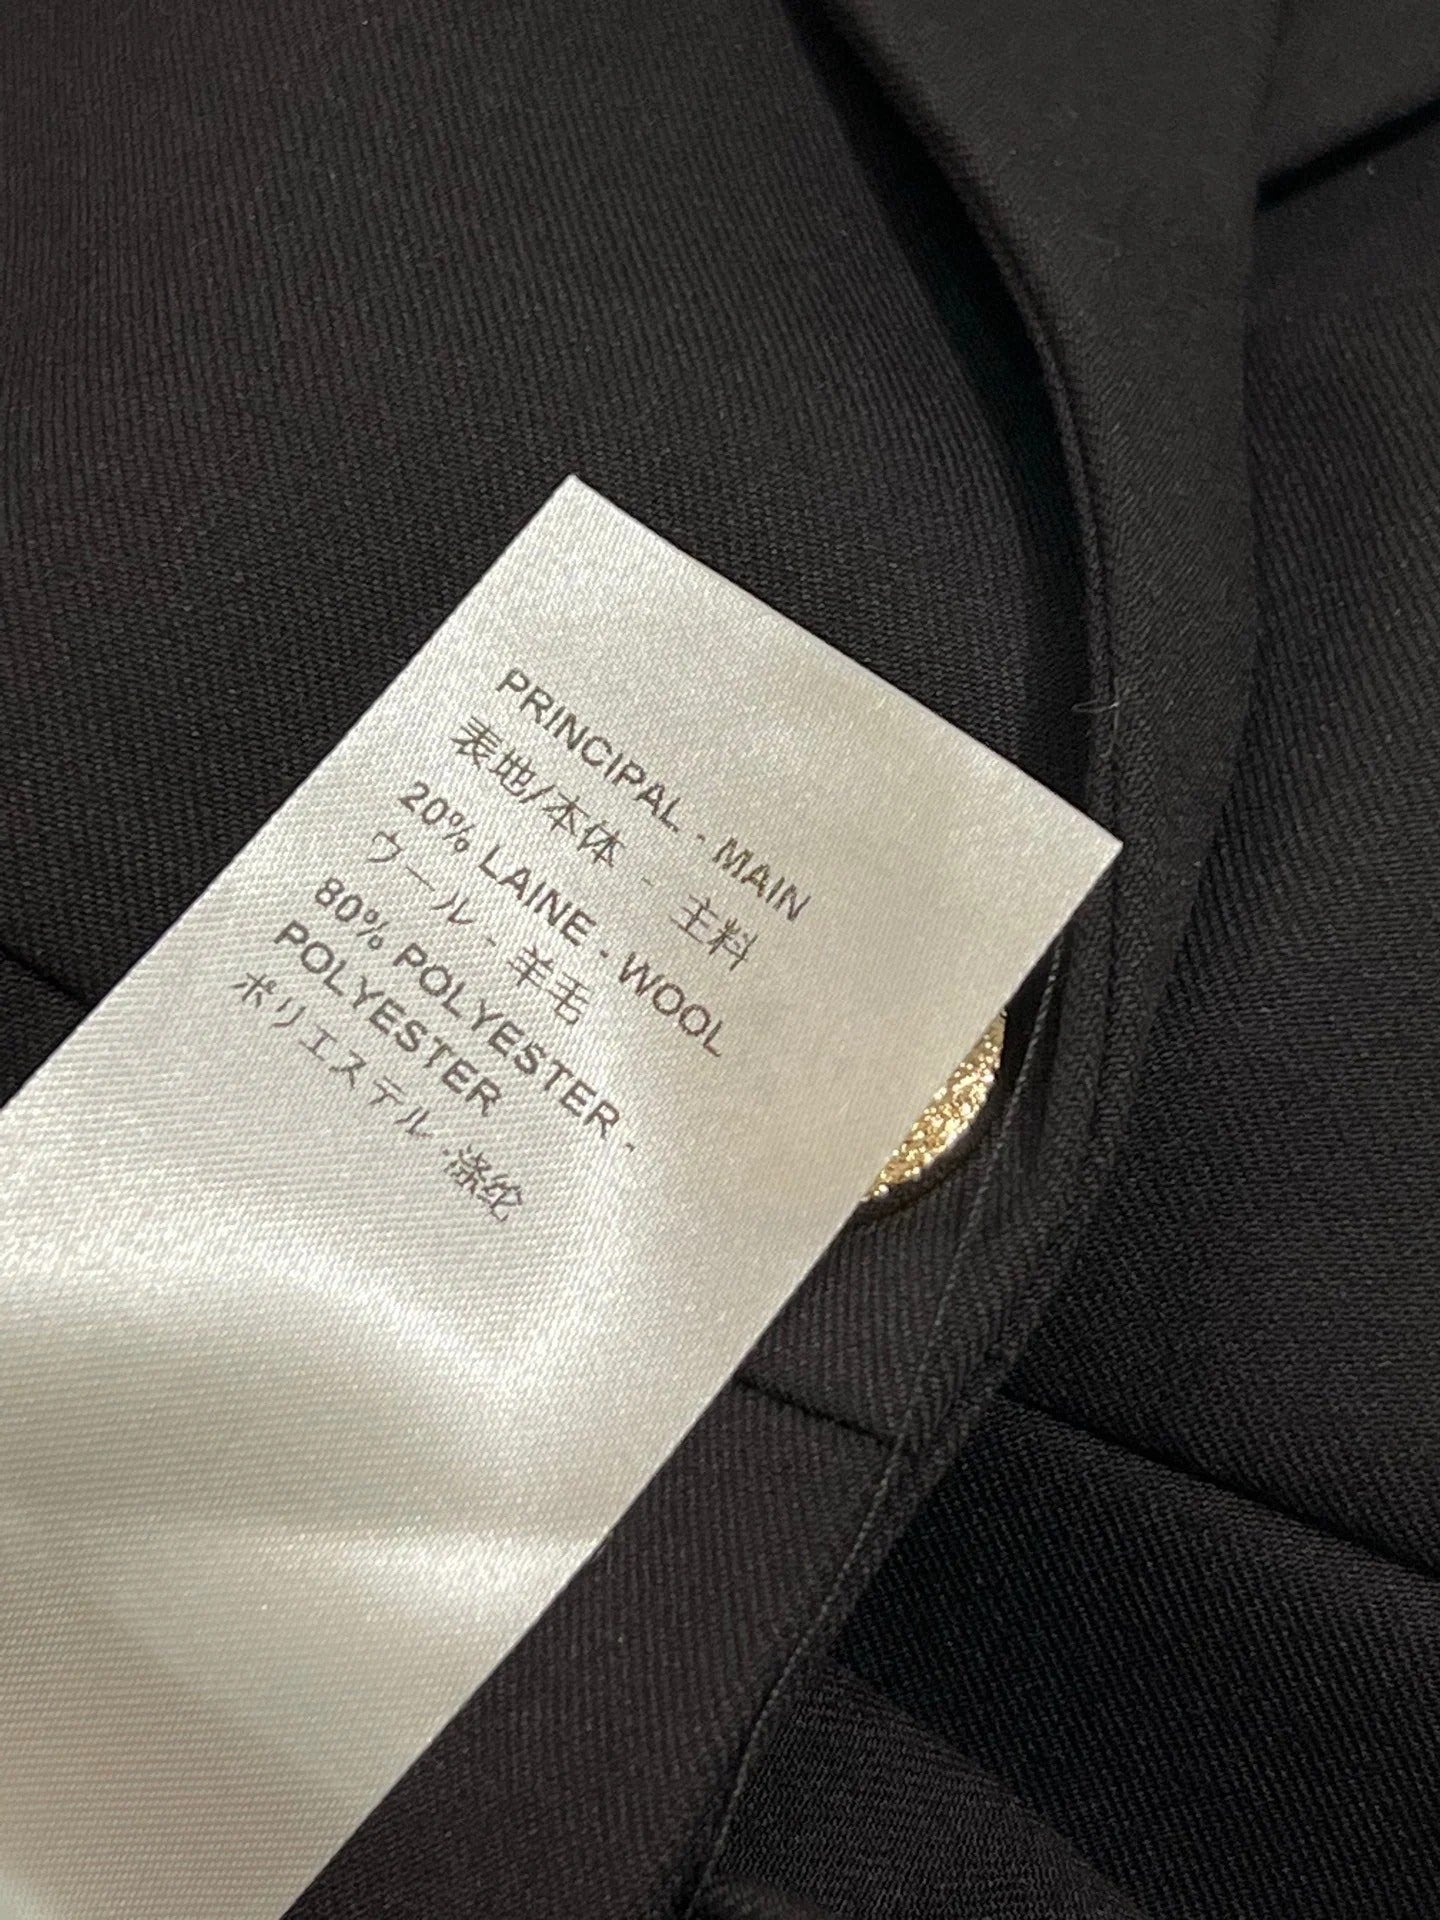 PRINCIPAL - MAIN
表地/本体 - 主料
20% LAINE - WOOL
ウール - 羊毛
80% POLYESTER -
POLYESTER
ポリエステル - 涤纶